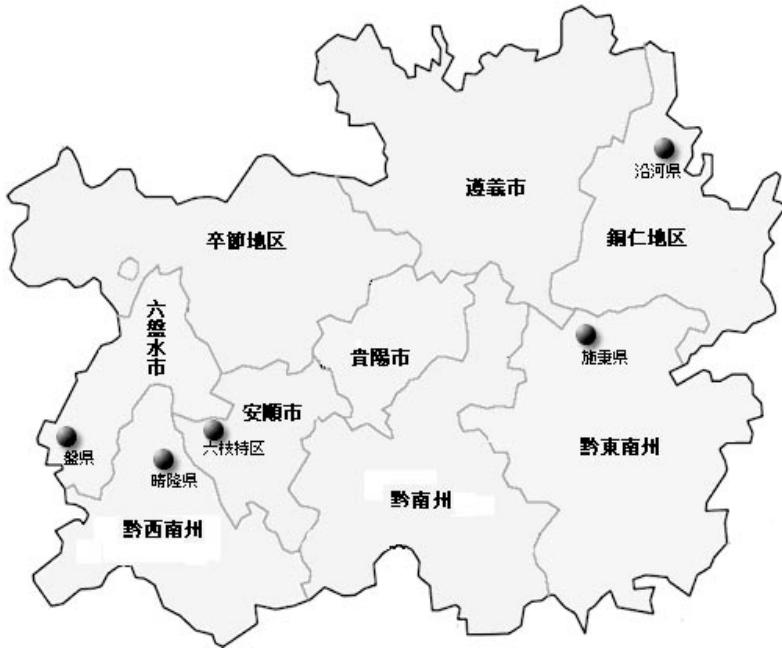 遵義市
沿河県
卒節地区
銅仁地区
六盤水市
貴陽市
施秉県
安順市
盤県
六枝特区
晴隆県
黔東南州
黔南州
黔西南州